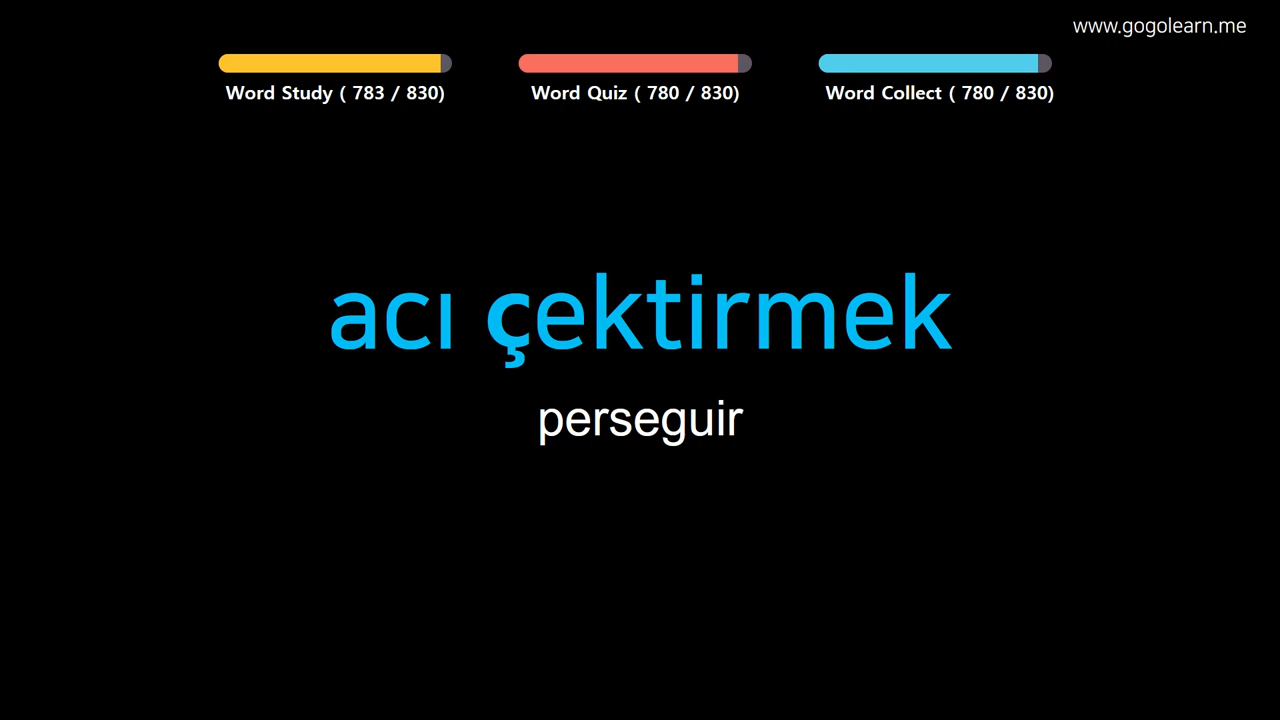 www.gogolearn.me
Word Study ( 783 / 830)
Word Quiz ( 780 / 830)
Word Collect ( 780 / 830)
acı çektirmek
perseguir